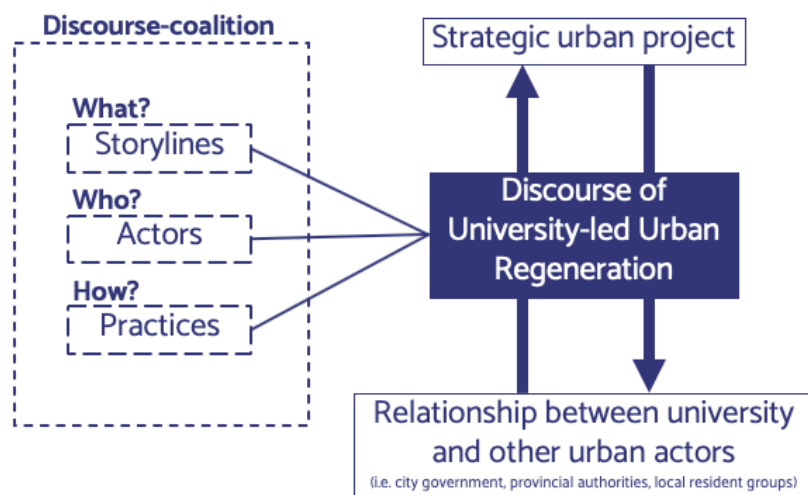 Discourse-coalition
What?
Storylines
Who?
Actors
How?
Practices
Strategic urban project
Discourse of
University-led Urban
Regeneration
Relationship between university
and other urban actors
(i.e. city government, provincial authorities, local resident groups)